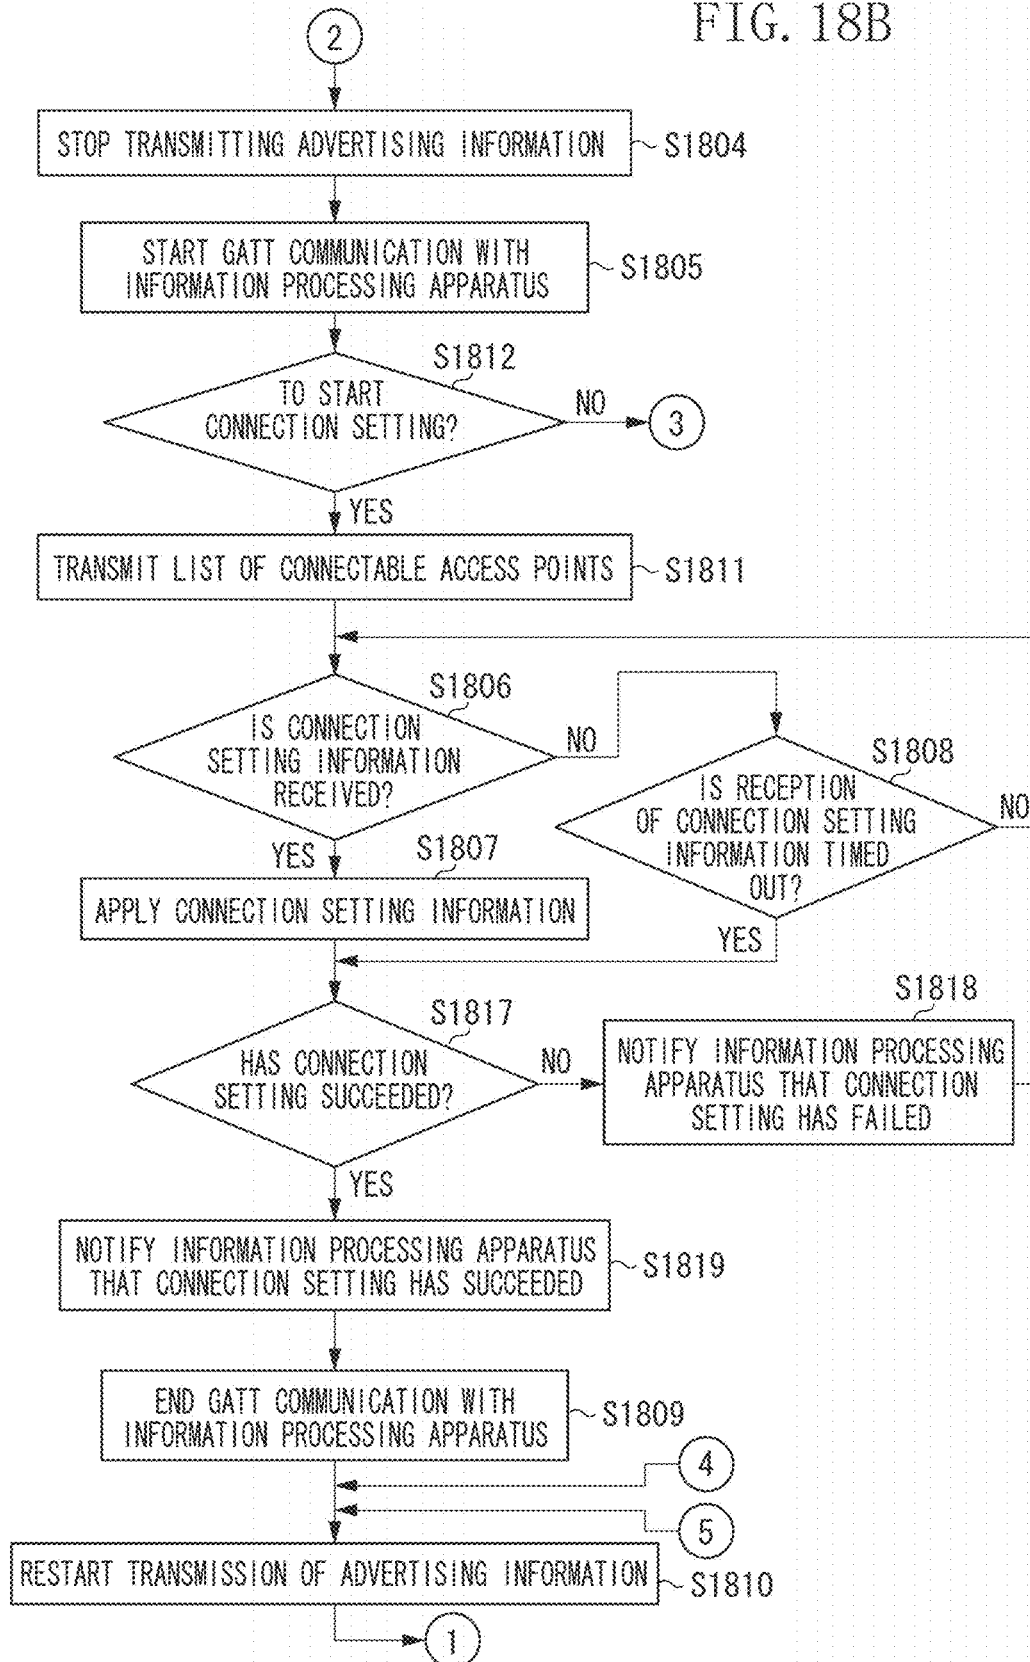 FIG. 18B
2
STOP TRANSMITTING ADVERTISING INFORMATION
S1804
START GATT COMMUNICATION WITH
INFORMATION PROCESSING APPARATUS
S1805
S1812
TO START
CONNECTION SETTING?
NO
3
YES
TRANSMIT LIST OF CONNECTABLE ACCESS POINTS
S1811
S1806
IS CONNECTION
SETTING INFORMATION
RECEIVED?
NO
S1808
IS RECEPTION
OF CONNECTION SETTING
INFORMATION TIMED
OUT?
NO
YES
YES
S1807
APPLY CONNECTION SETTING INFORMATION
S1817
HAS CONNECTION
SETTING SUCCEEDED?
NO
S1818
NOTIFY INFORMATION PROCESSING
APPARATUS THAT CONNECTION
SETTING HAS FAILED
YES
NOTIFY INFORMATION PROCESSING APPARATUS
THAT CONNECTION SETTING HAS SUCCEEDED
S1819
END GATT COMMUNICATION WITH
INFORMATION PROCESSING APPARATUS
S1809
4
5
RESTART TRANSMISSION OF ADVERTISING INFORMATION
S1810
1